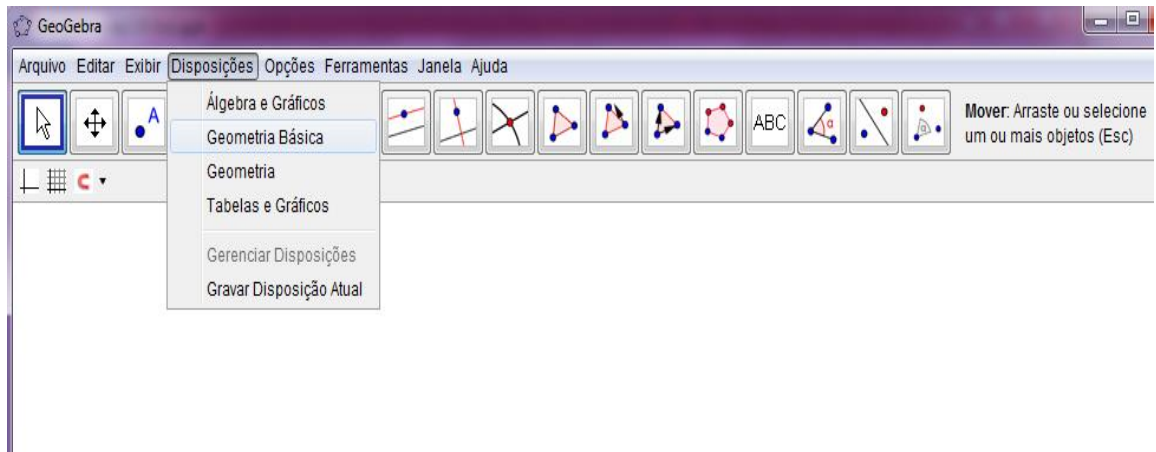 GeoGebra
Arquivo Editar Exibir Disposições Opções Ferramentas Janela Ajuda
Álgebra e Gráficos
Geometria Básica
Geometria
Tabelas e Gráficos
Gerenciar Disposições
Gravar Disposição Atual
A
ABC
α
Mover: Arraste ou selecione
um ou mais objetos (Esc)